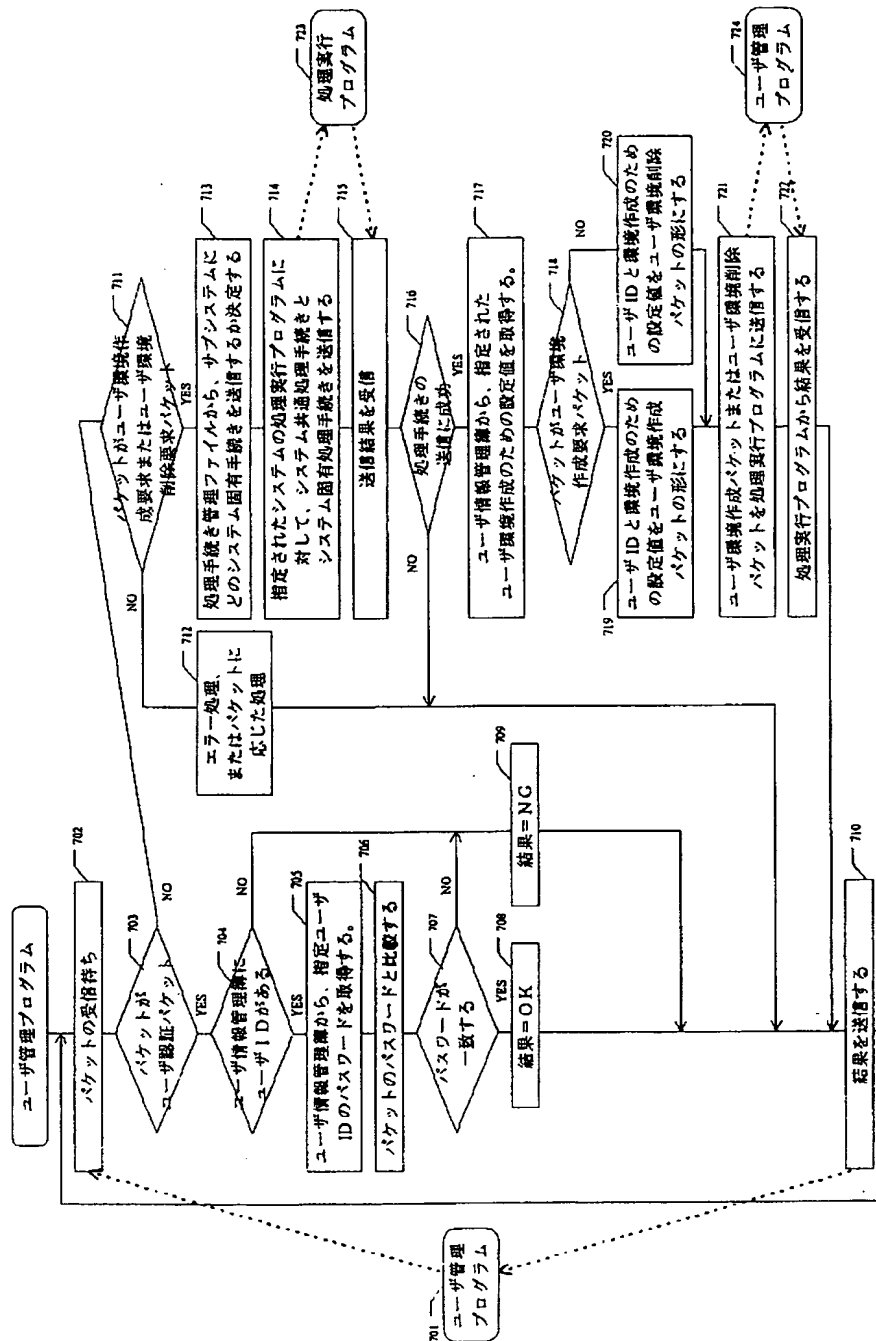 ユーザ管理プログラム
702
パケットの受信待ち
703
パケットが
ユーザ認証パケット
NO
YES
704
ユーザ情報管理簿に
ユーザIDがある
NO
YES
705
ユーザ情報管理簿から、指定ユーザ
IDのパスワードを取得する。
706
パケットのパスワードと比較する
707
パスワードが
一致する
NO
YES
708
結果=OK
709
結果=NG
710
結果を送信する
701
ユーザ管理
プログラム
711
パケットがユーザ環境作
成要求またはユーザ環境
削除要求パケット
NO
YES
712
エラー処理、
またはパケットに
応じた処理
713
処理手続き管理ファイルから、サブシステムに
どのシステム固有手続きを送信するか決定する
714
指定されたシステムの処理実行プログラムに
対して、システム共通処理手続きと
システム固有処理手続きを送信する
723
処理実行
プログラム
715
送信結果を受信
716
処理手続きの
送信に成功
NO
YES
717
ユーザ情報管理簿から、指定された
ユーザ環境作成のための設定値を取得する。
718
パケットがユーザ環境
作成要求パケット
NO
YES
719
ユーザIDと環境作成のため
の設定値をユーザ環境作成
パケットの形にする
720
ユーザIDと環境作成のため
の設定値をユーザ環境削除
パケットの形にする
721
ユーザ環境作成パケットまたはユーザ環境削除
パケットを処理実行プログラムに送信する
724
ユーザ管理
プログラム
722
処理実行プログラムから結果を受信する